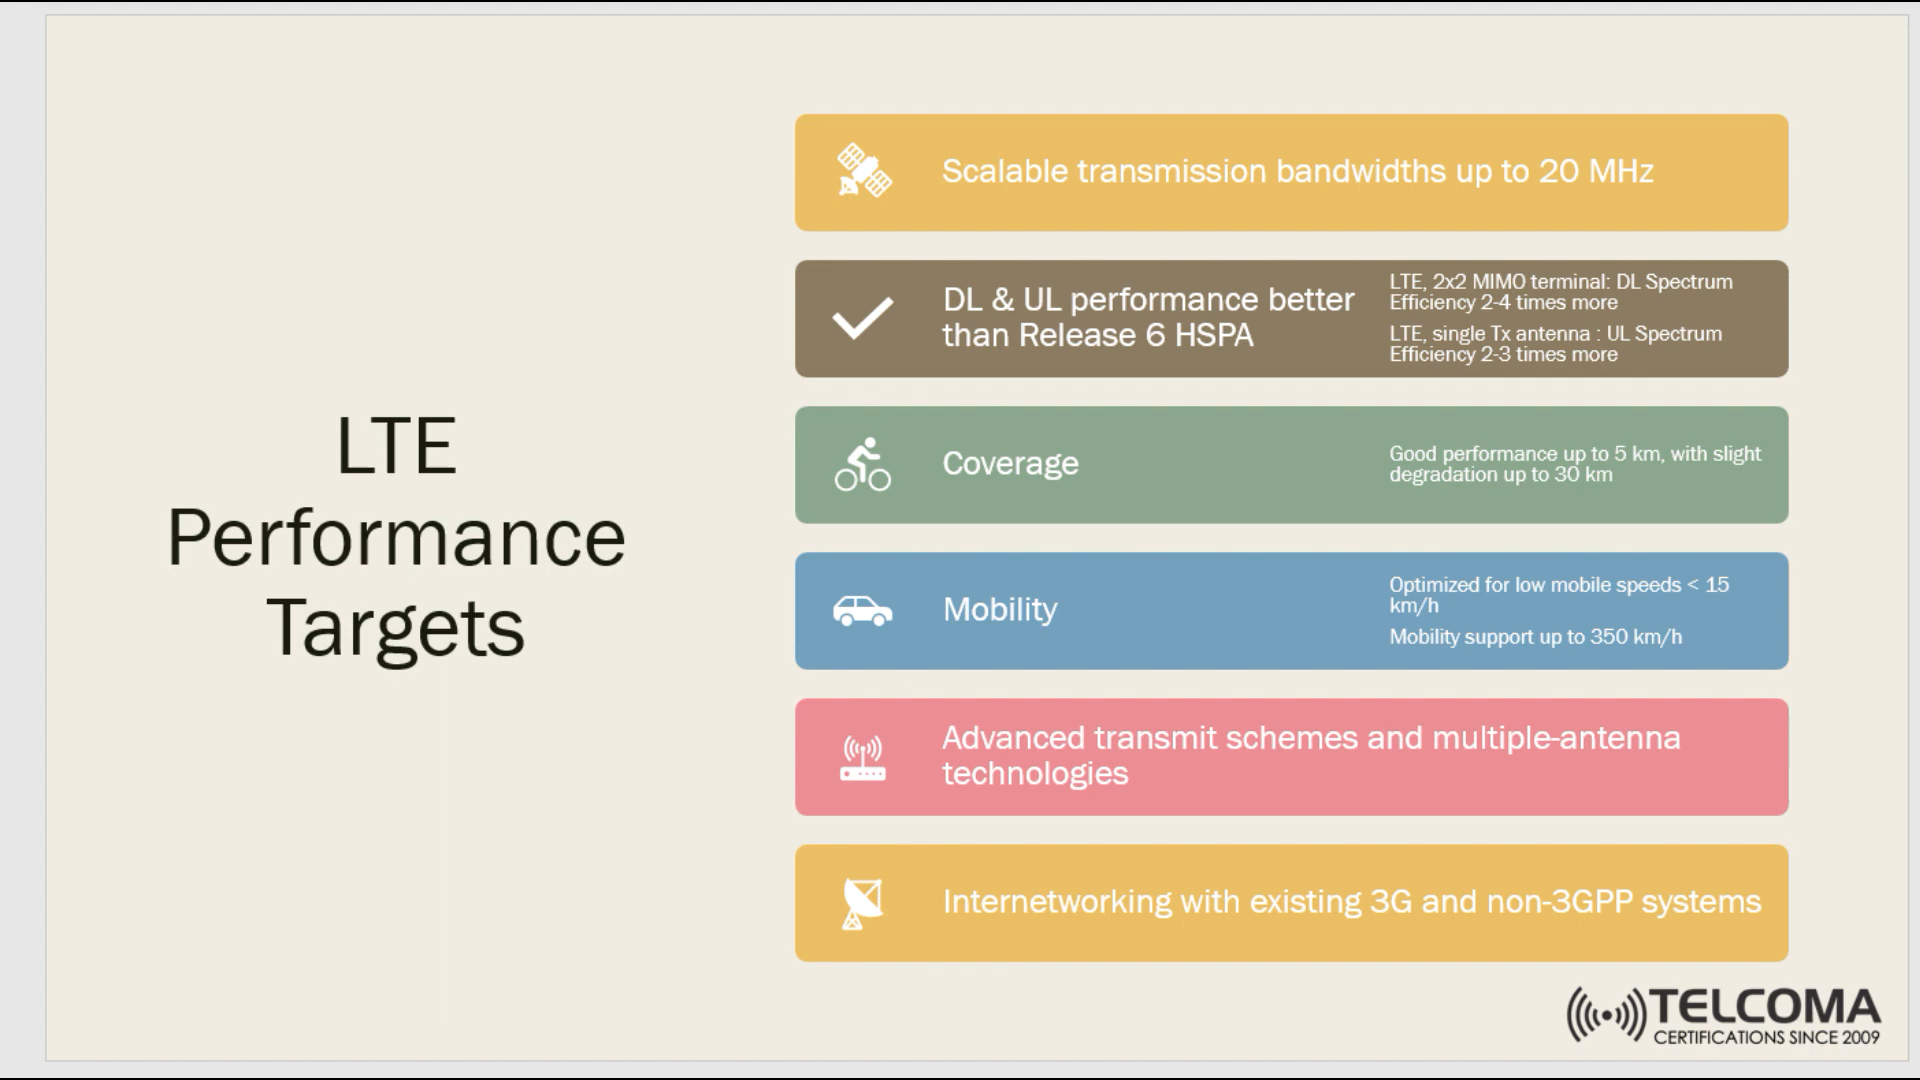 LTE
Performance
Targets
Scalable transmission bandwidths up to 20 MHz
DL & UL performance better
than Release 6 HSPA
LTE, 2x2 MIMO terminal: DL Spectrum
Efficiency 2-4 times more
LTE, single Tx antenna : UL Spectrum
Efficiency 2-3 times more
Coverage
Good performance up to 5 km, with slight
degradation up to 30 km
Mobility
Optimized for low mobile speeds < 15
km/h
Mobility support up to 350 km/h
Advanced transmit schemes and multiple-antenna
technologies
Internetworking with existing 3G and non-3GPP systems
TELCOMA
CERTIFICATIONS SINCE 2009